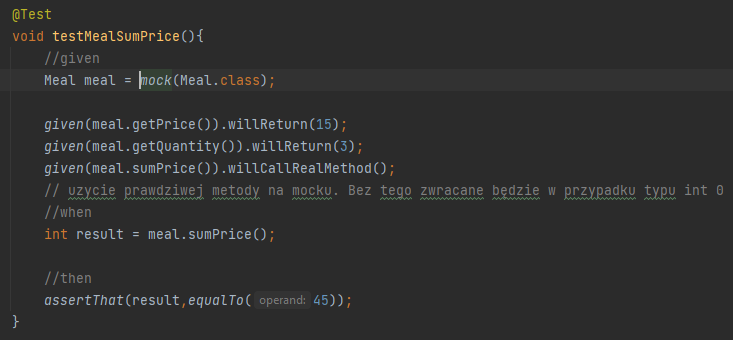 @Test
void testMealSumPrice(){
//given
Meal meal = mock(Meal.class);
given(meal.getPrice()).willReturn(15);
given(meal.getQuantity()).willReturn(3);
given(meal.sumPrice()).willCallRealMethod();
// uzycie prawdziwej metody na mocku. Bez tego zwracane będzie w przypadku typu int 0
//when
int result = meal.sumPrice();
//then
assertThat(result,equalTo( operand: 45));
}